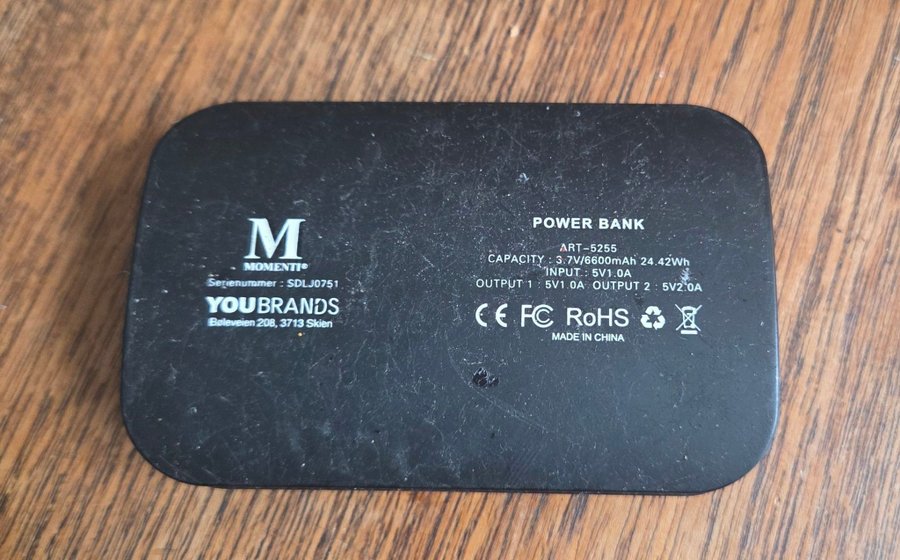 M
MOMENTI®
Serienummer : SDLJ0751
YOUBRANDS
Bøleveien 208, 3713 Skien
POWER BANK
ART-5255
CAPACITY : 3.7V/6600mAh 24.42Wh
INPUT : 5V1.0A
OUTPUT 1 : 5V1.0A OUTPUT 2 : 5V2.0A
CE FC RoHS
MADE IN CHINA